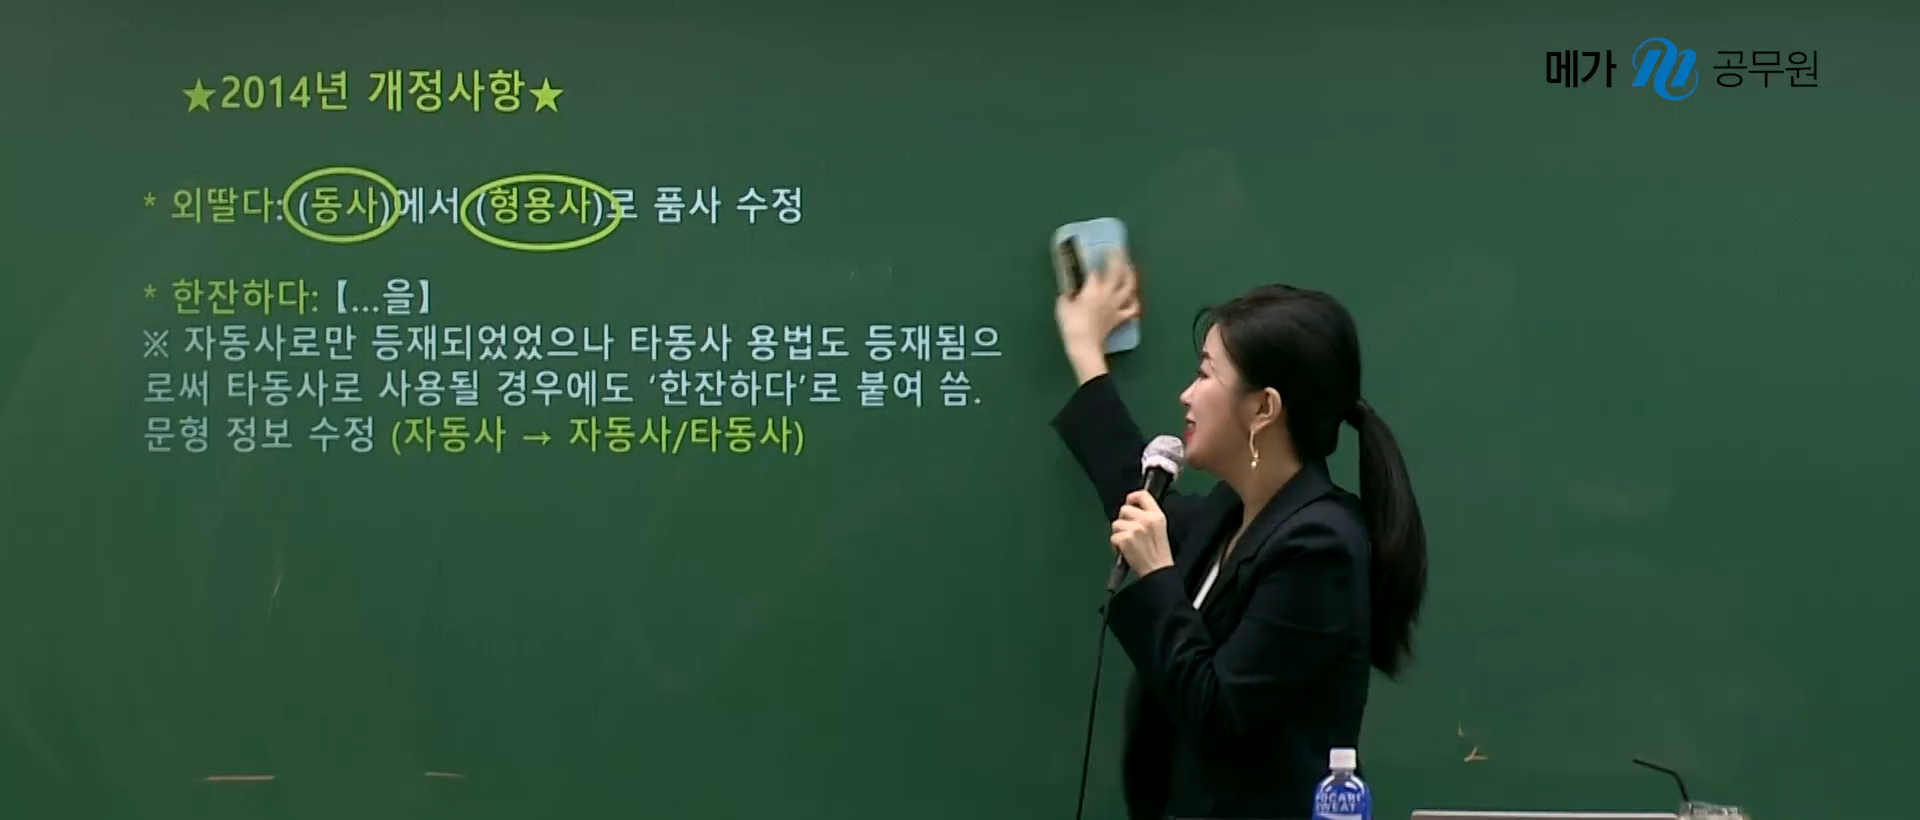 메가 공무원
★2014년 개정사항★
* 외딸다: (동사)에서 (형용사)로 품사 수정
* 한잔하다: 【…을】
※ 자동사로만 등재되었었으나 타동사 용법도 등재됨으
로써 타동사로 사용될 경우에도 ‘한잔하다’로 붙여 씀.
문형 정보 수정 (자동사 → 자동사/타동사)
POCARI
SWEAT